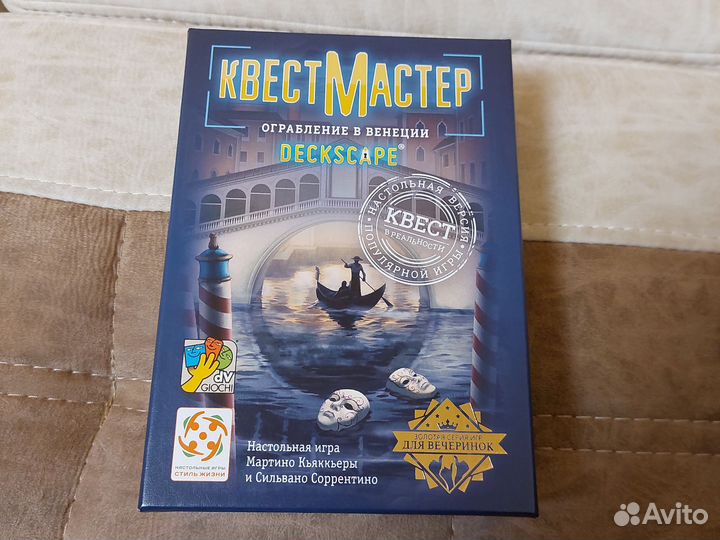 КВЕСТМАСТЕР
ОГРАБЛЕНИЕ В ВЕНЕЦИИ
DECKSCAPE®
НАСТОЛЬНАЯ ВЕРСИЯ
КВЕСТ
В РЕАЛЬНОСТИ
ПОПУЛЯРНОЙ ИГРЫ
dV
GIOCHI
ЗОЛОТАЯ СЕРИЯ ИГР
ДЛЯ ВЕЧЕРИНОК
НАСТОЛЬНЫЕ ИГРЫ
СТИЛЬ ЖИЗНИ
Настольная игра
Мартино Кьяккьеры
и Сильвано Соррентино
Avito